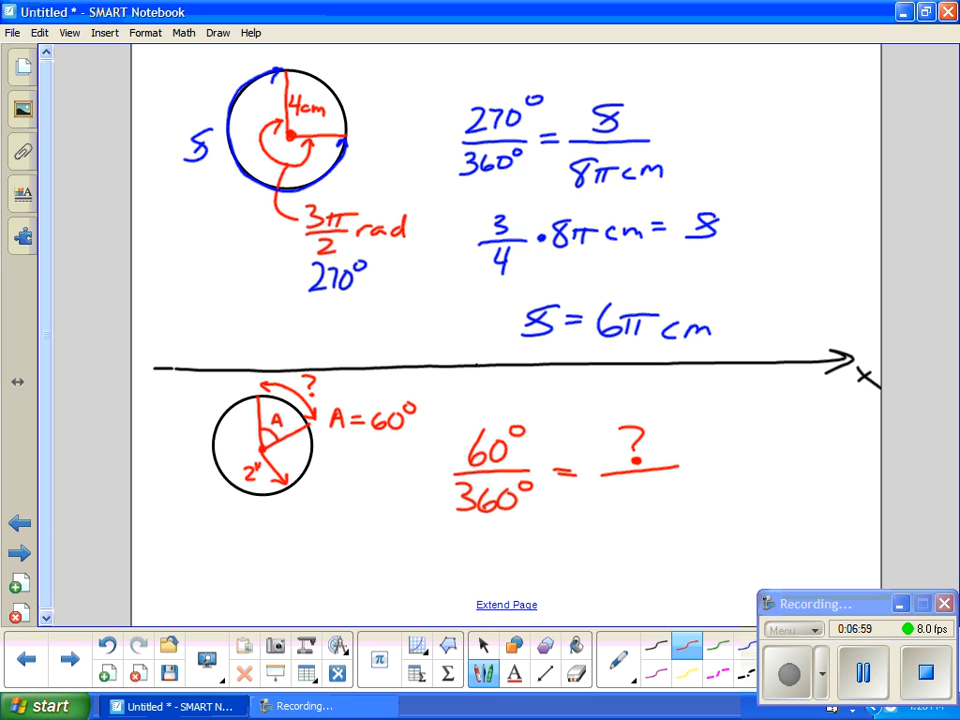 Untitled * - SMART Notebook
File Edit View Insert Format Math Draw Help
4cm
270° / 360° = s / 8π cm
s
3π / 2 rad
270°
3 / 4 · 8π cm = s
s = 6π cm
x
?
A
A = 60°
2"
60° / 360° = ?
Extend Page
Recording...
Menu
0:06:59
8.0 fps
start
Untitled * - SMART N...
Recording...